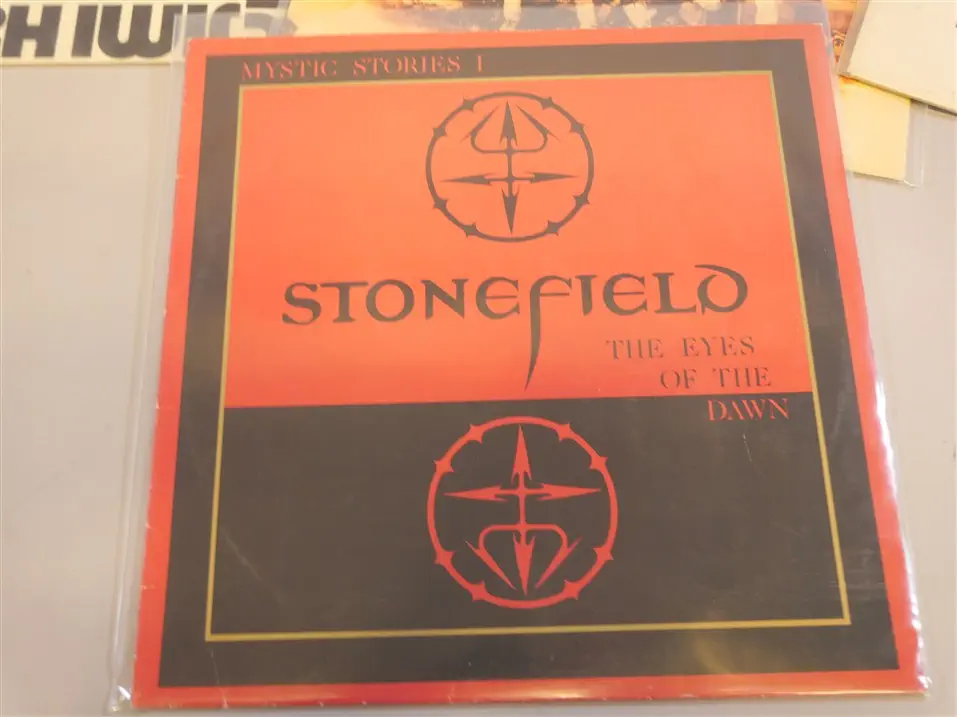 MYSTIC STORIES I
STONEFIELD
THE EYES
OF THE
DAWN